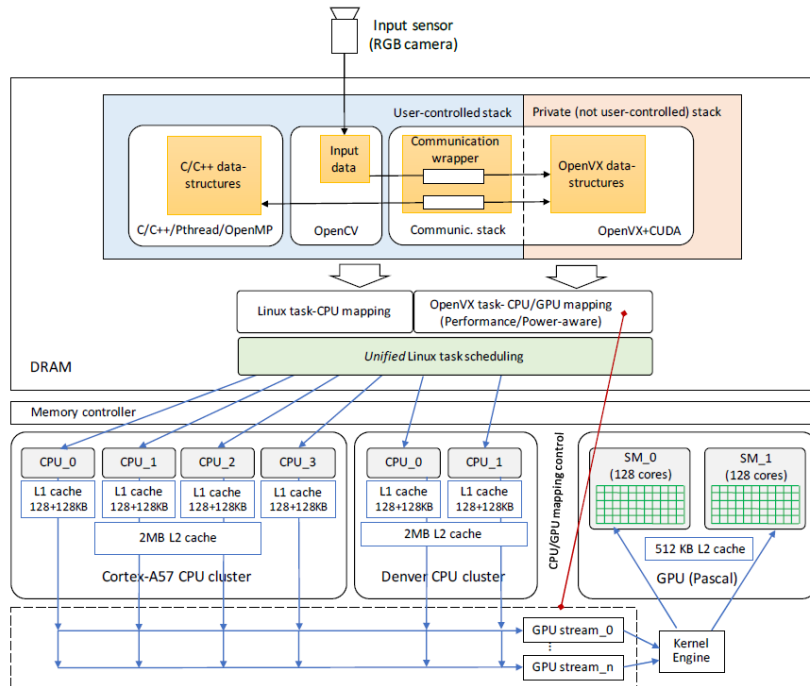 Input sensor
(RGB camera)
User-controlled stack
Private (not user-controlled) stack
C/C++ data-
structures
Input
data
Communication
wrapper
OpenVX data-
structures
C/C++/Pthread/OpenMP
OpenCV
Communic. stack
OpenVX+CUDA
Linux task-CPU mapping
OpenVX task- CPU/GPU mapping
(Performance/Power-aware)
Unified Linux task scheduling
DRAM
Memory controller
CPU_0
CPU_1
CPU_2
CPU_3
CPU_0
CPU_1
SM_0
(128 cores)
SM_1
(128 cores)
L1 cache
128+128KB
L1 cache
128+128KB
L1 cache
128+128KB
L1 cache
128+128KB
L1 cache
128+128KB
L1 cache
128+128KB
2MB L2 cache
2MB L2 cache
512 KB L2 cache
Cortex-A57 CPU cluster
Denver CPU cluster
CPU/GPU mapping control
GPU (Pascal)
GPU stream_0
⋮
GPU stream_n
Kernel
Engine